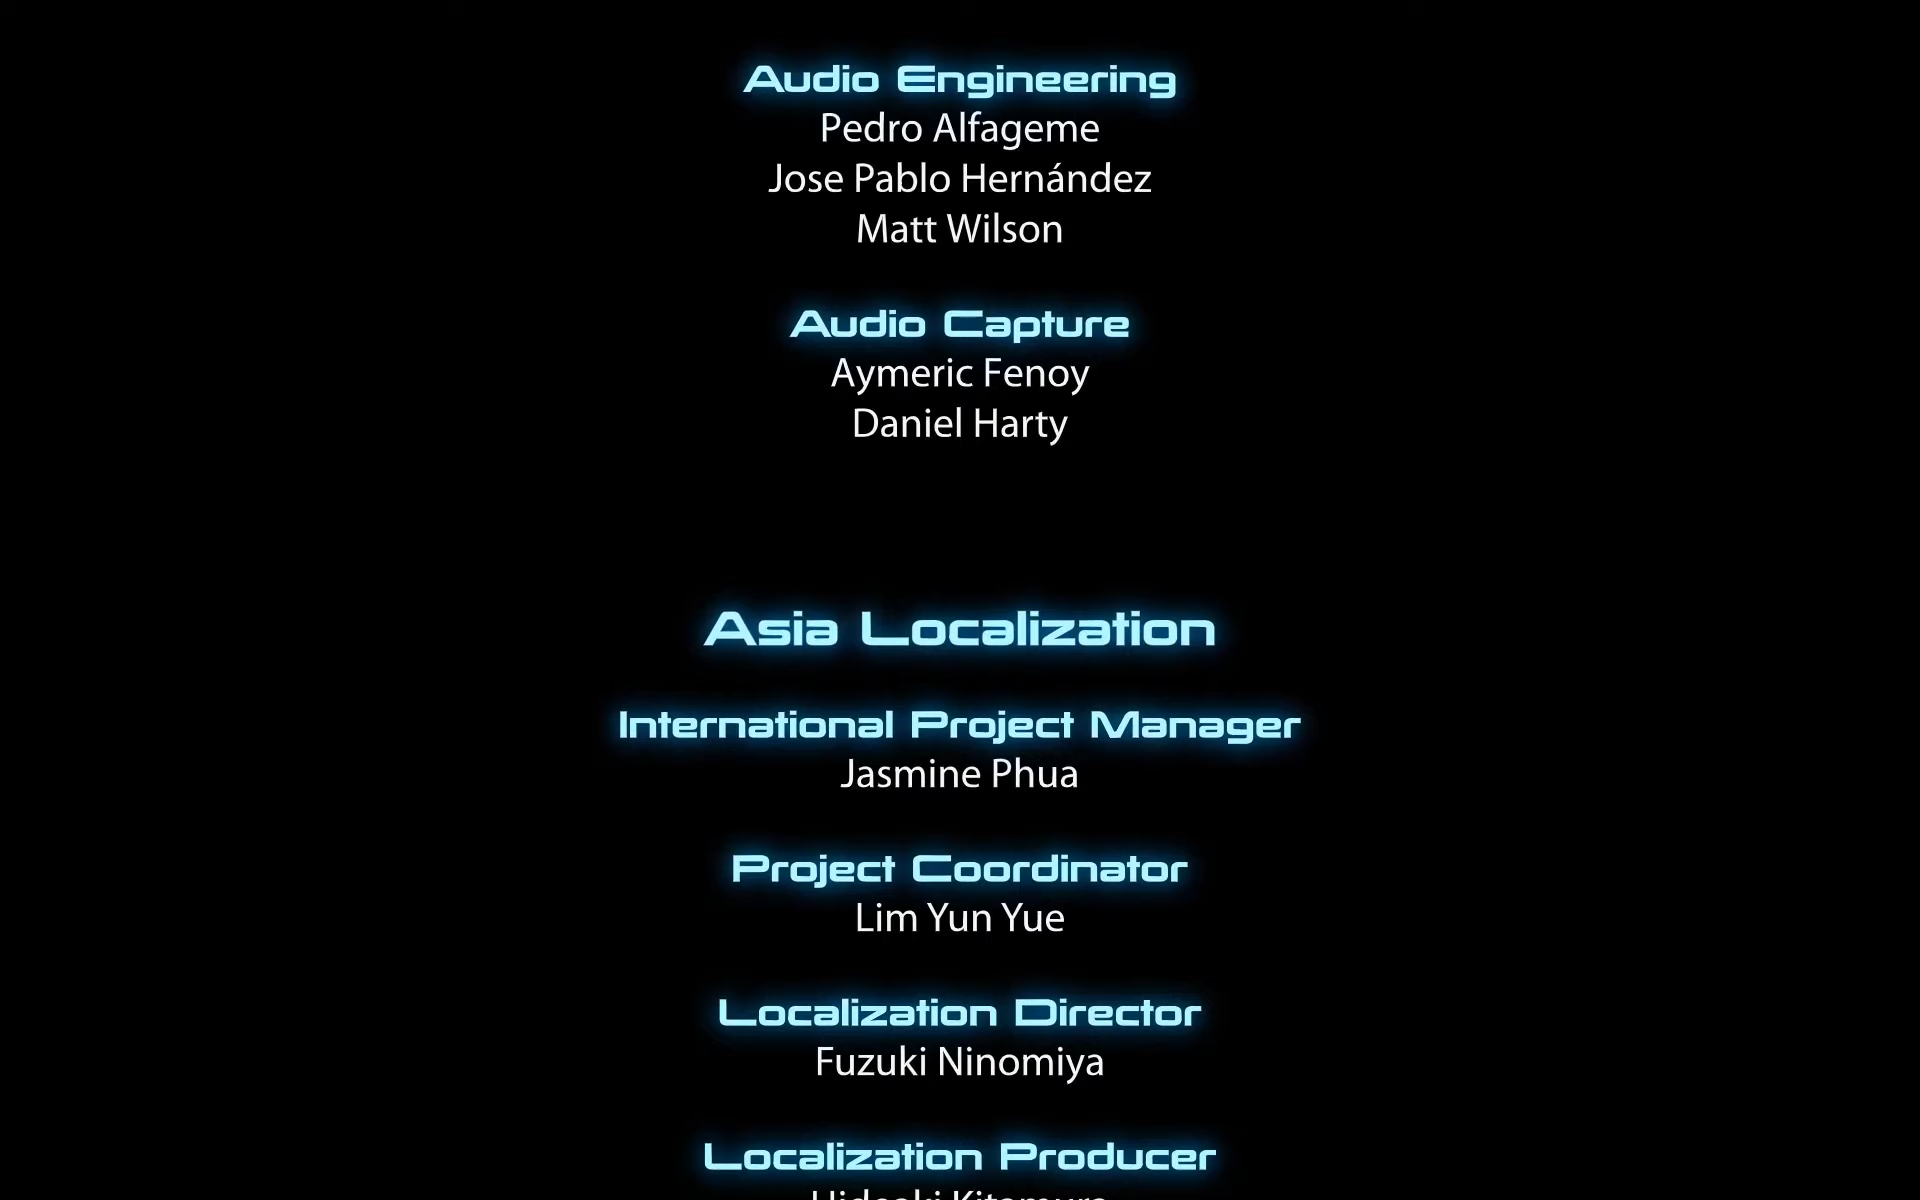 Audio Engineering
Pedro Alfageme
Jose Pablo Hernández
Matt Wilson
Audio Capture
Aymeric Fenoy
Daniel Harty
Asia Localization
International Project Manager
Jasmine Phua
Project Coordinator
Lim Yun Yue
Localization Director
Fuzuki Ninomiya
Localization Producer